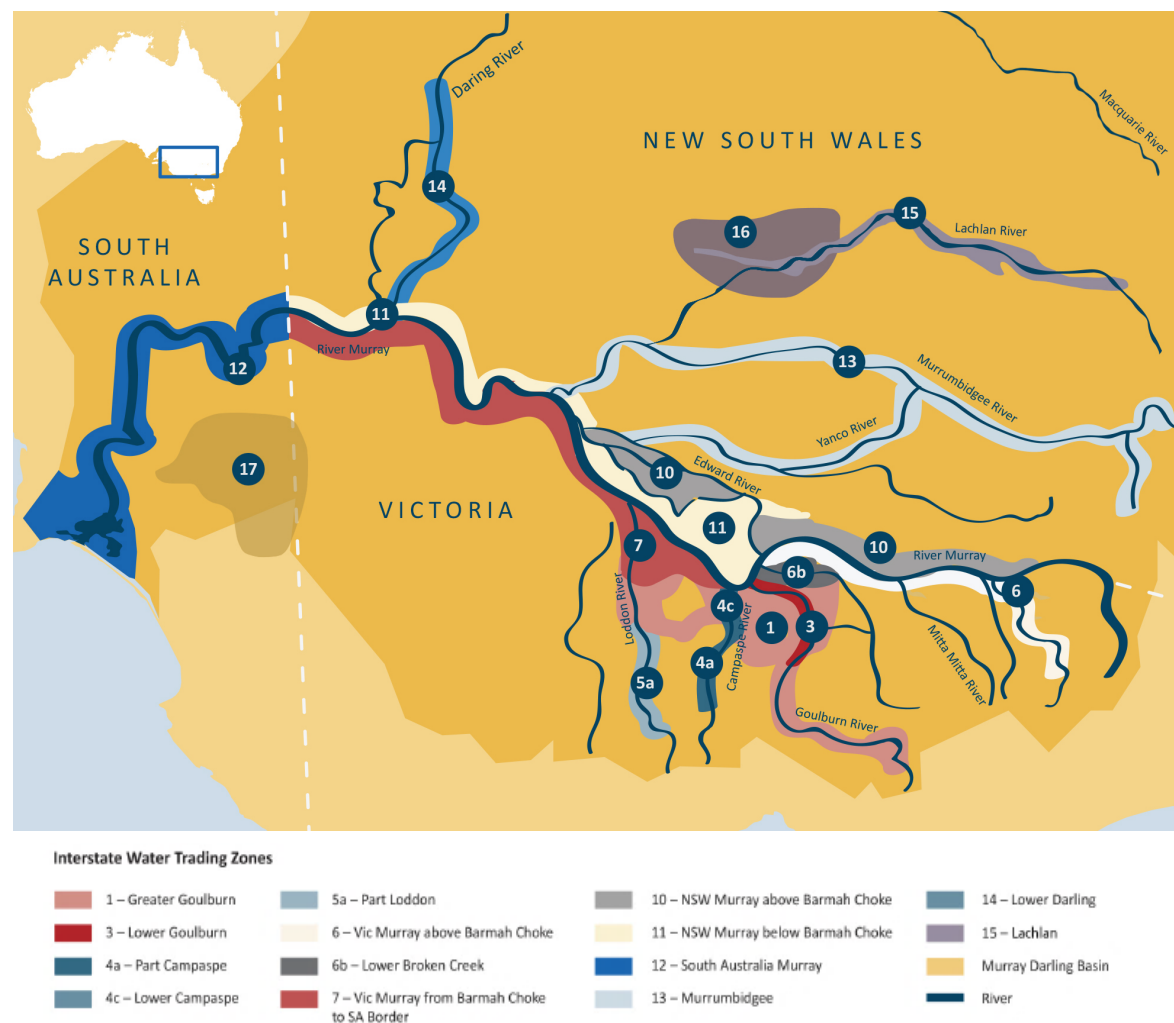 Daring River
Macquarie River
NEW SOUTH WALES
14
15
16
Lachlan River
SOUTH
AUSTRALIA
11
River Murray
12
13
Murrumbidgee River
Yanco River
17
VICTORIA
10
Edward River
11
10
River Murray
7
6b
6
Loddon River
4c
Campaspe River
1
3
Mitta Mitta River
4a
5a
Goulburn River
Interstate Water Trading Zones
1 – Greater Goulburn
3 – Lower Goulburn
4a – Part Campaspe
4c – Lower Campaspe
5a – Part Loddon
6 – Vic Murray above Barmah Choke
6b – Lower Broken Creek
7 – Vic Murray from Barmah Choke
to SA Border
10 – NSW Murray above Barmah Choke
11 – NSW Murray below Barmah Choke
12 – South Australia Murray
13 – Murrumbidgee
14 – Lower Darling
15 – Lachlan
Murray Darling Basin
River